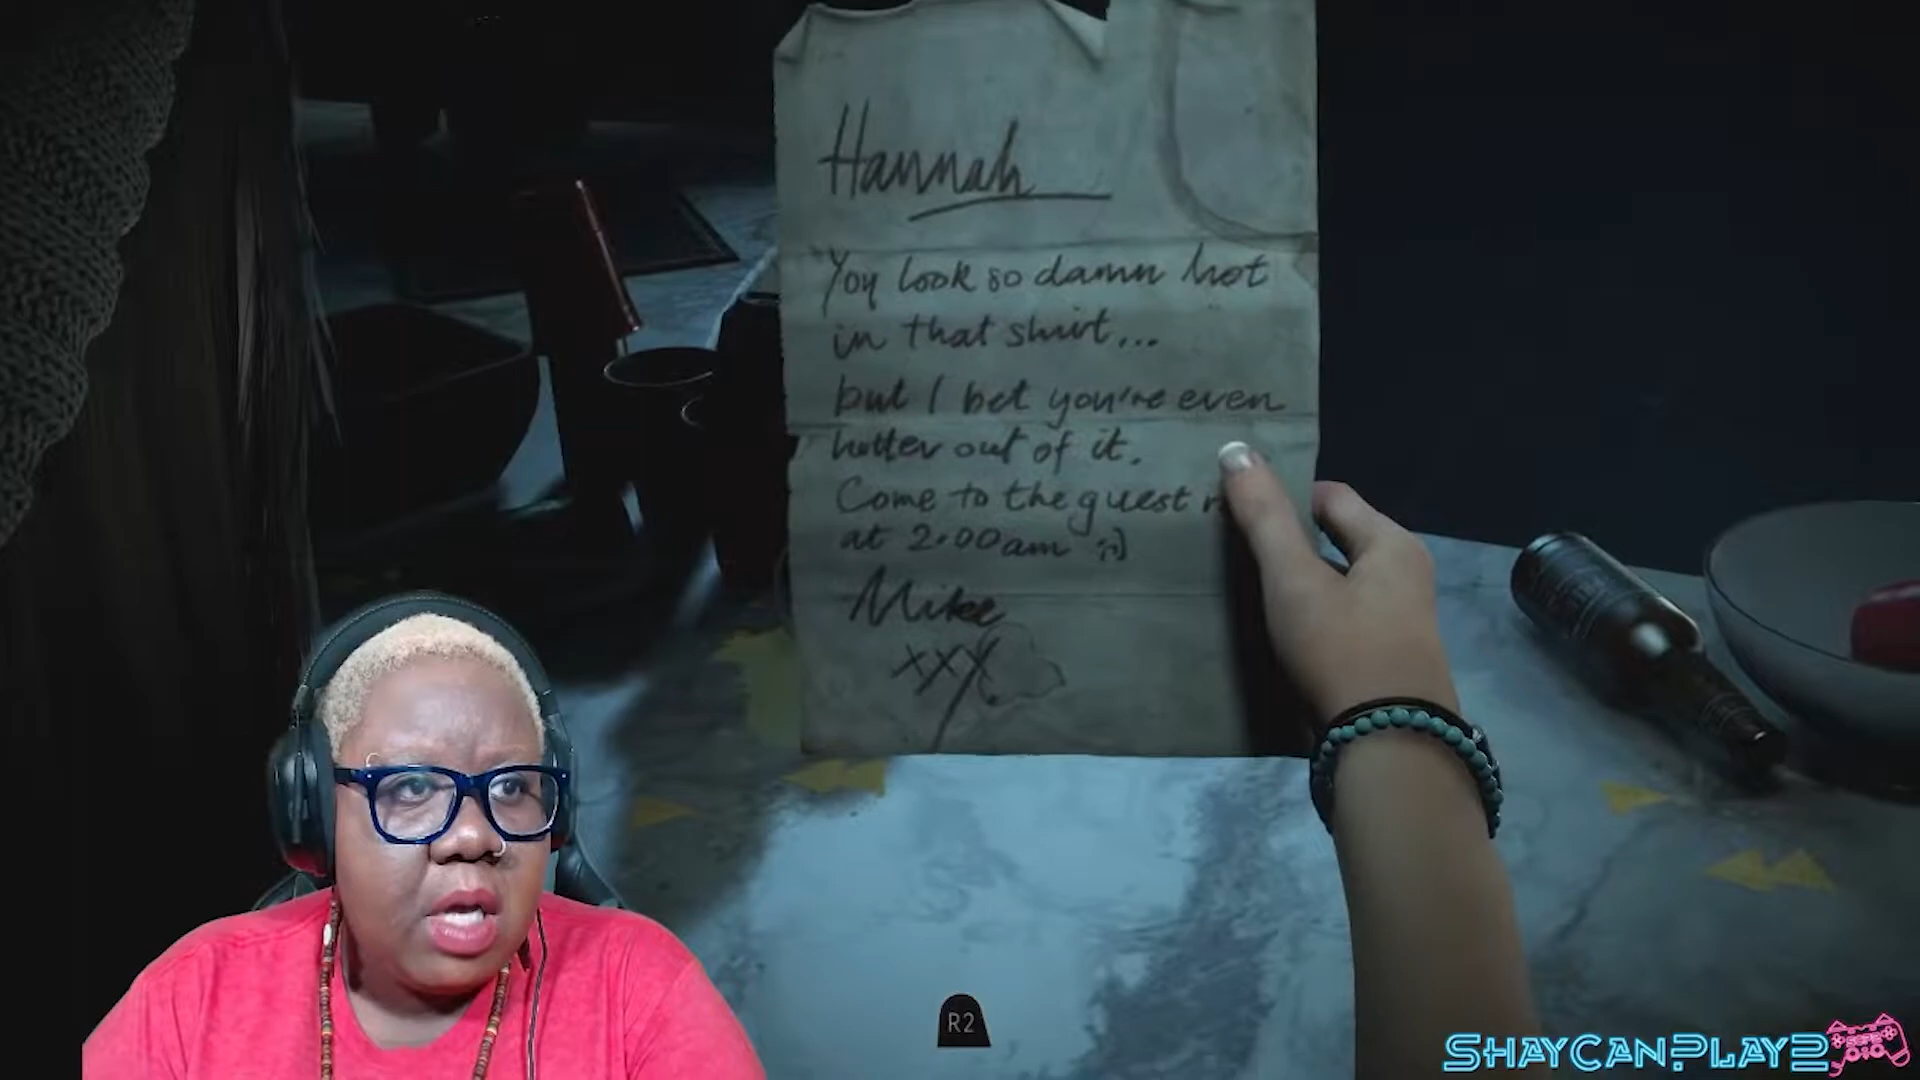 Hannah
You look so damn hot
in that shirt...
but I bet you're even
hotter out of it.
Come to the guest
at 2.00am ;)
Mike
xxx
R2
SHAYCANPLAY2